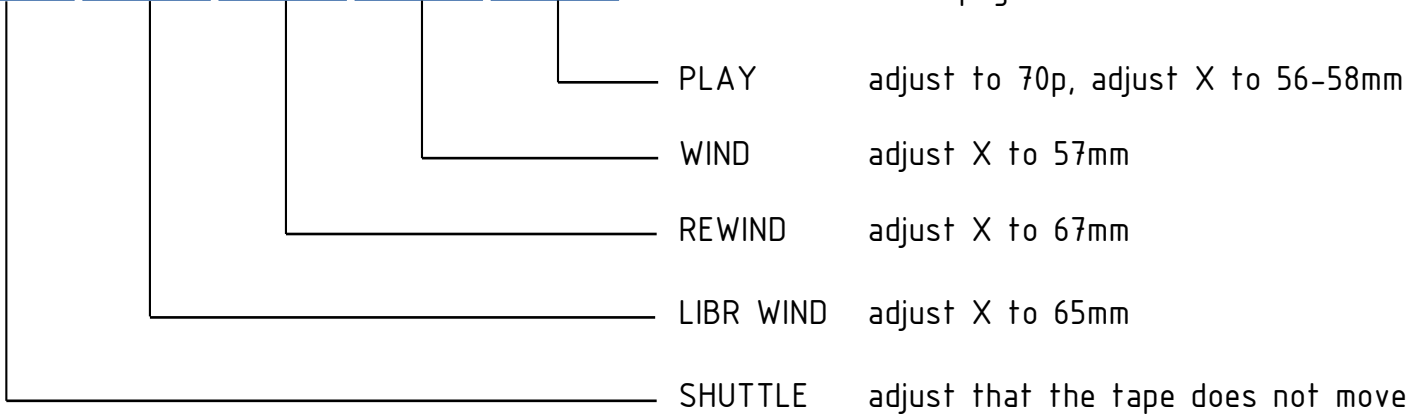 PLAY adjust to 70p, adjust X to 56-58mm
WIND adjust X to 57mm
REWIND adjust X to 67mm
LIBR WIND adjust X to 65mm
SHUTTLE adjust that the tape does not move